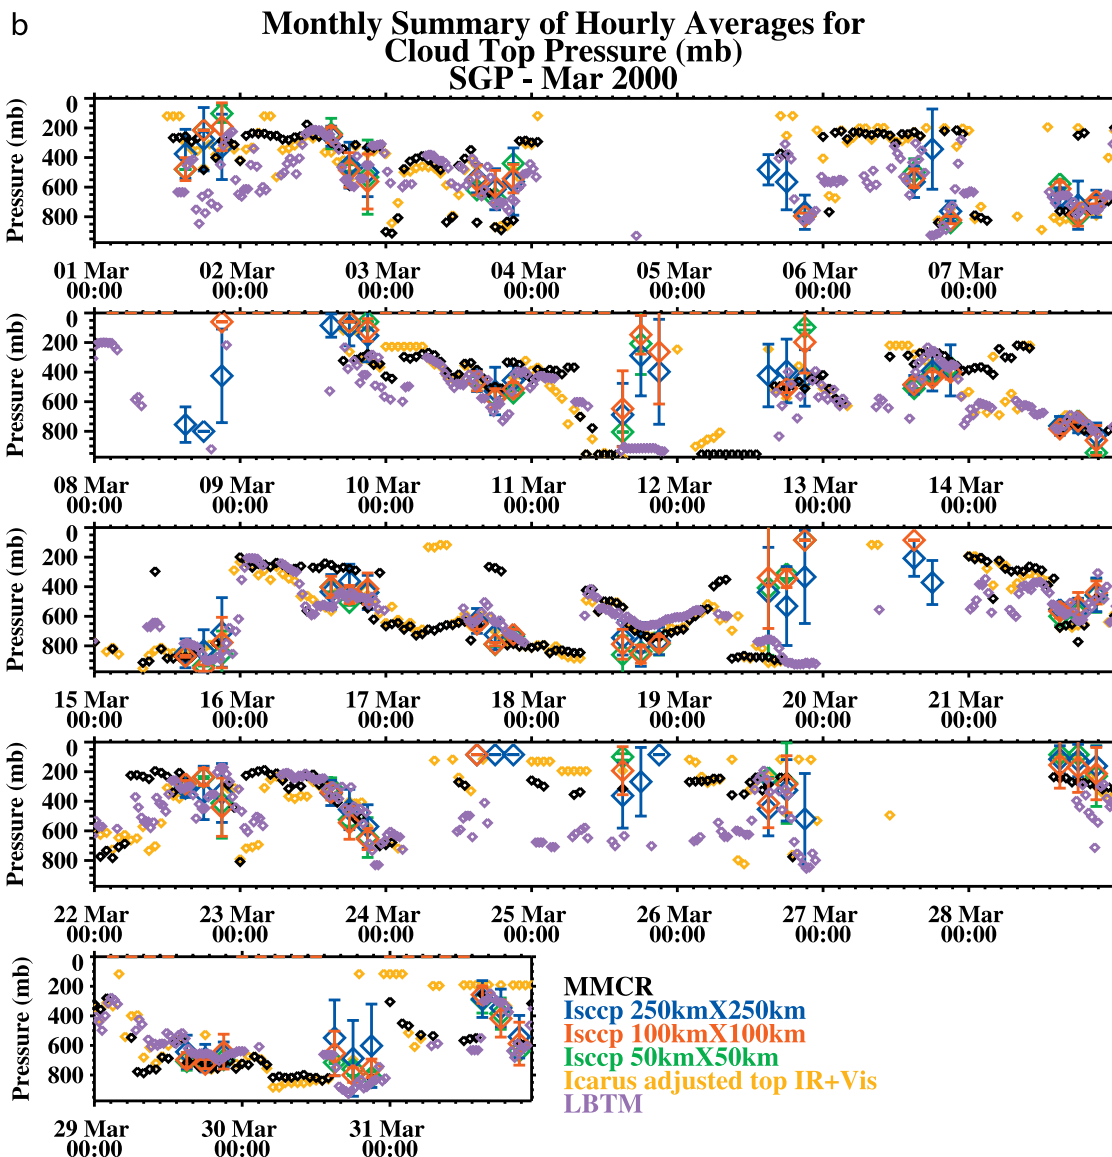 b
Monthly Summary of Hourly Averages for
Cloud Top Pressure (mb)
SGP - Mar 2000
Pressure (mb)
0
200
400
600
800
01 Mar 02 Mar 03 Mar 04 Mar 05 Mar 06 Mar 07 Mar
00:00 00:00 00:00 00:00 00:00 00:00 00:00
Pressure (mb)
0
200
400
600
800
08 Mar 09 Mar 10 Mar 11 Mar 12 Mar 13 Mar 14 Mar
00:00 00:00 00:00 00:00 00:00 00:00 00:00
Pressure (mb)
0
200
400
600
800
15 Mar 16 Mar 17 Mar 18 Mar 19 Mar 20 Mar 21 Mar
00:00 00:00 00:00 00:00 00:00 00:00 00:00
Pressure (mb)
0
200
400
600
800
22 Mar 23 Mar 24 Mar 25 Mar 26 Mar 27 Mar 28 Mar
00:00 00:00 00:00 00:00 00:00 00:00 00:00
Pressure (mb)
0
200
400
600
800
29 Mar 30 Mar 31 Mar
00:00 00:00 00:00
MMCR
Isccp 250kmX250km
Isccp 100kmX100km
Isccp 50kmX50km
Icarus adjusted top IR+Vis
LBTM